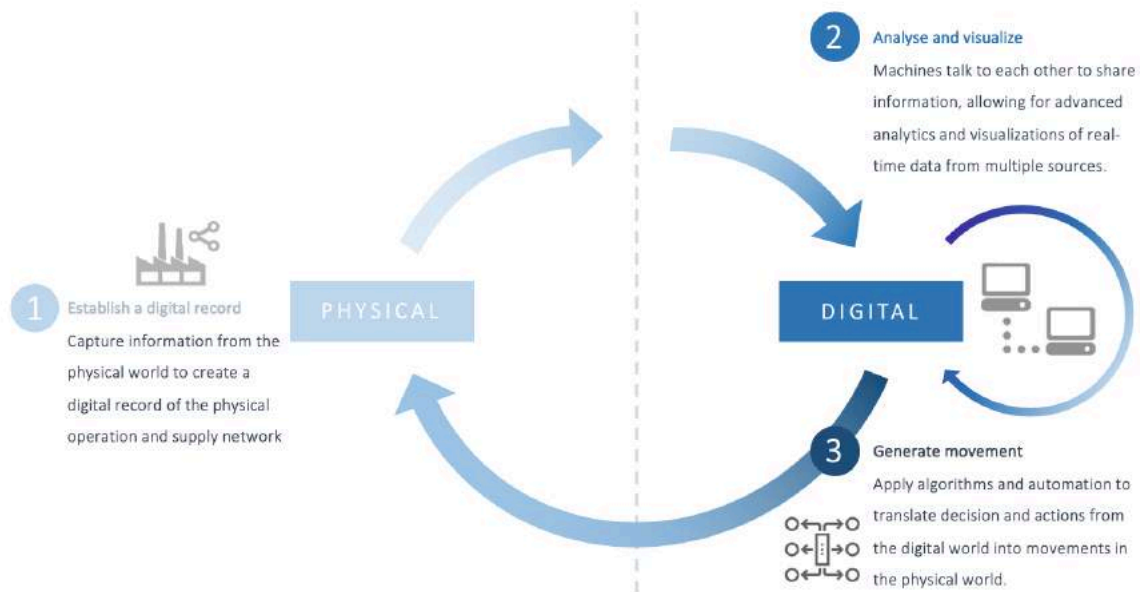 1
Establish a digital record
Capture information from the
physical world to create a
digital record of the physical
operation and supply network
PHYSICAL
2
Analyse and visualize
Machines talk to each other to share
information, allowing for advanced
analytics and visualizations of real-
time data from multiple sources.
DIGITAL
3
Generate movement
Apply algorithms and automation to
translate decision and actions from
the digital world into movements in
the physical world.